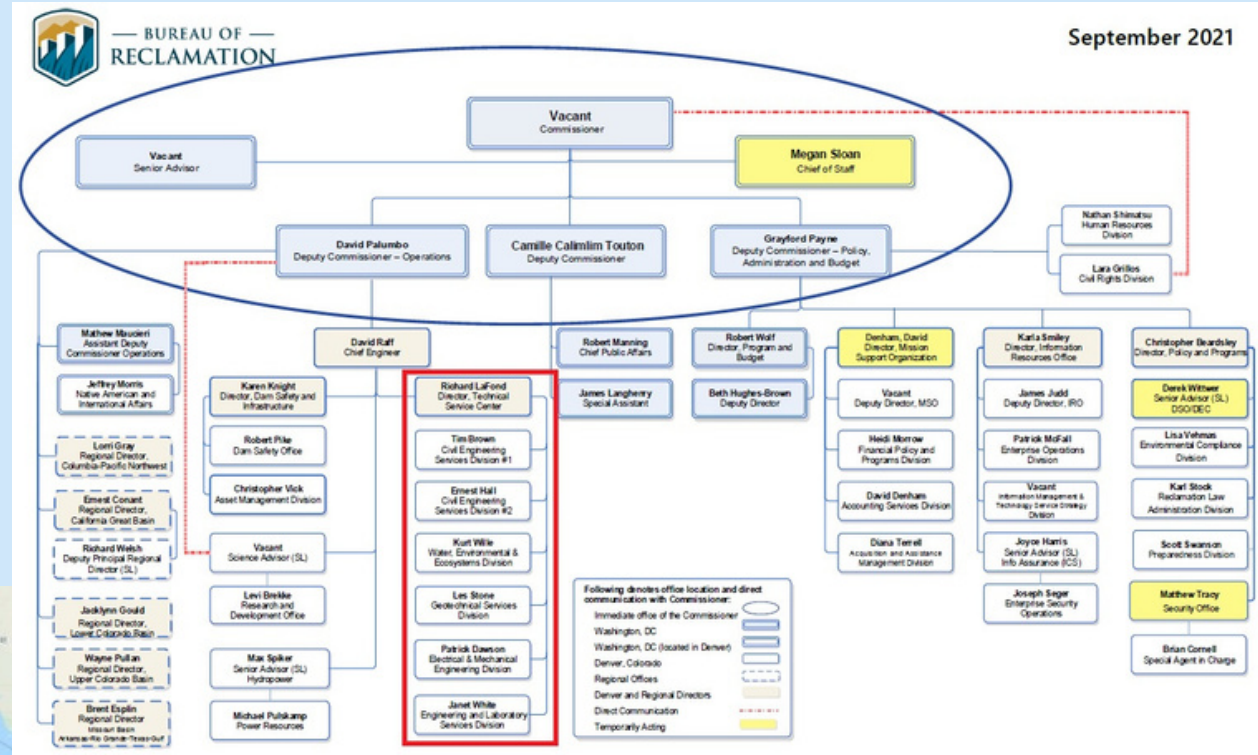 — BUREAU OF —
RECLAMATION
September 2021
Vacant
Commissioner
Vacant
Senior Advisor
Megan Sloan
Chief of Staff
David Palumbo
Deputy Commissioner – Operations
Camille Calimlim Touton
Deputy Commissioner
Grayford Payne
Deputy Commissioner – Policy,
Administration and Budget
Nathan Shimatsu
Human Resources
Division
Lara Grillos
Civil Rights Division
Mathew Maucieri
Assistant Deputy
Commissioner Operations
Jeffrey Morris
Native American and
International Affairs
Lorri Gray
Regional Director,
Columbia-Pacific Northwest
Ernest Conant
Regional Director,
California Great Basin
Richard Welsh
Deputy Principal Regional
Director (SL)
Jacklynn Gould
Regional Director,
Lower Colorado Basin
Wayne Pullan
Regional Director,
Upper Colorado Basin
Brent Esplin
Regional Director
Missouri Basin
Arkansas-Rio Grande-Texas-Gulf
David Raff
Chief Engineer
Karen Knight
Director, Dam Safety and
Infrastructure
Robert Pike
Dam Safety Office
Christopher Vick
Asset Management Division
Vacant
Science Advisor (SL)
Levi Brekke
Research and
Development Office
Max Spiker
Senior Advisor (SL)
Hydropower
Michael Pulskamp
Power Resources
Richard LaFond
Director, Technical
Service Center
Tim Brown
Civil Engineering
Services Division #1
Ernest Hall
Civil Engineering
Services Division #2
Kurt Wille
Water, Environmental &
Ecosystems Division
Les Stone
Geotechnical Services
Division
Patrick Dawson
Electrical & Mechanical
Engineering Division
Janet White
Engineering and Laboratory
Services Division
Robert Manning
Chief Public Affairs
James Langherry
Special Assistant
Robert Wolf
Director, Program and
Budget
Beth Hughes-Brown
Deputy Director
Denham, David
Director, Mission
Support Organization
Vacant
Deputy Director, MSO
Heidi Morrow
Financial Policy and
Programs Division
David Denham
Accounting Services Division
Diana Terrell
Acquisition and Assistance
Management Division
Karla Smiley
Director, Information
Resources Office
James Judd
Deputy Director, IRO
Patrick McFall
Enterprise Operations
Division
Vacant
Information Management &
Technology Service Strategy
Division
Joyce Harris
Senior Advisor (SL)
Info Assurance (ICS)
Joseph Seger
Enterprise Security
Operations
Christopher Beardsley
Director, Policy and Programs
Derek Wittwer
Senior Advisor (SL)
DSO/DEC
Lisa Vehmas
Environmental Compliance
Division
Karl Stock
Reclamation Law
Administration Division
Scott Swanson
Preparedness Division
Matthew Tracy
Security Office
Brian Cornell
Special Agent in Charge
Following denotes office location and direct
communication with Commissioner:
Immediate office of the Commissioner
Washington, DC
Washington, DC (located in Denver)
Denver, Colorado
Regional Offices
Denver and Regional Directors
Direct Communication
Temporarily Acting